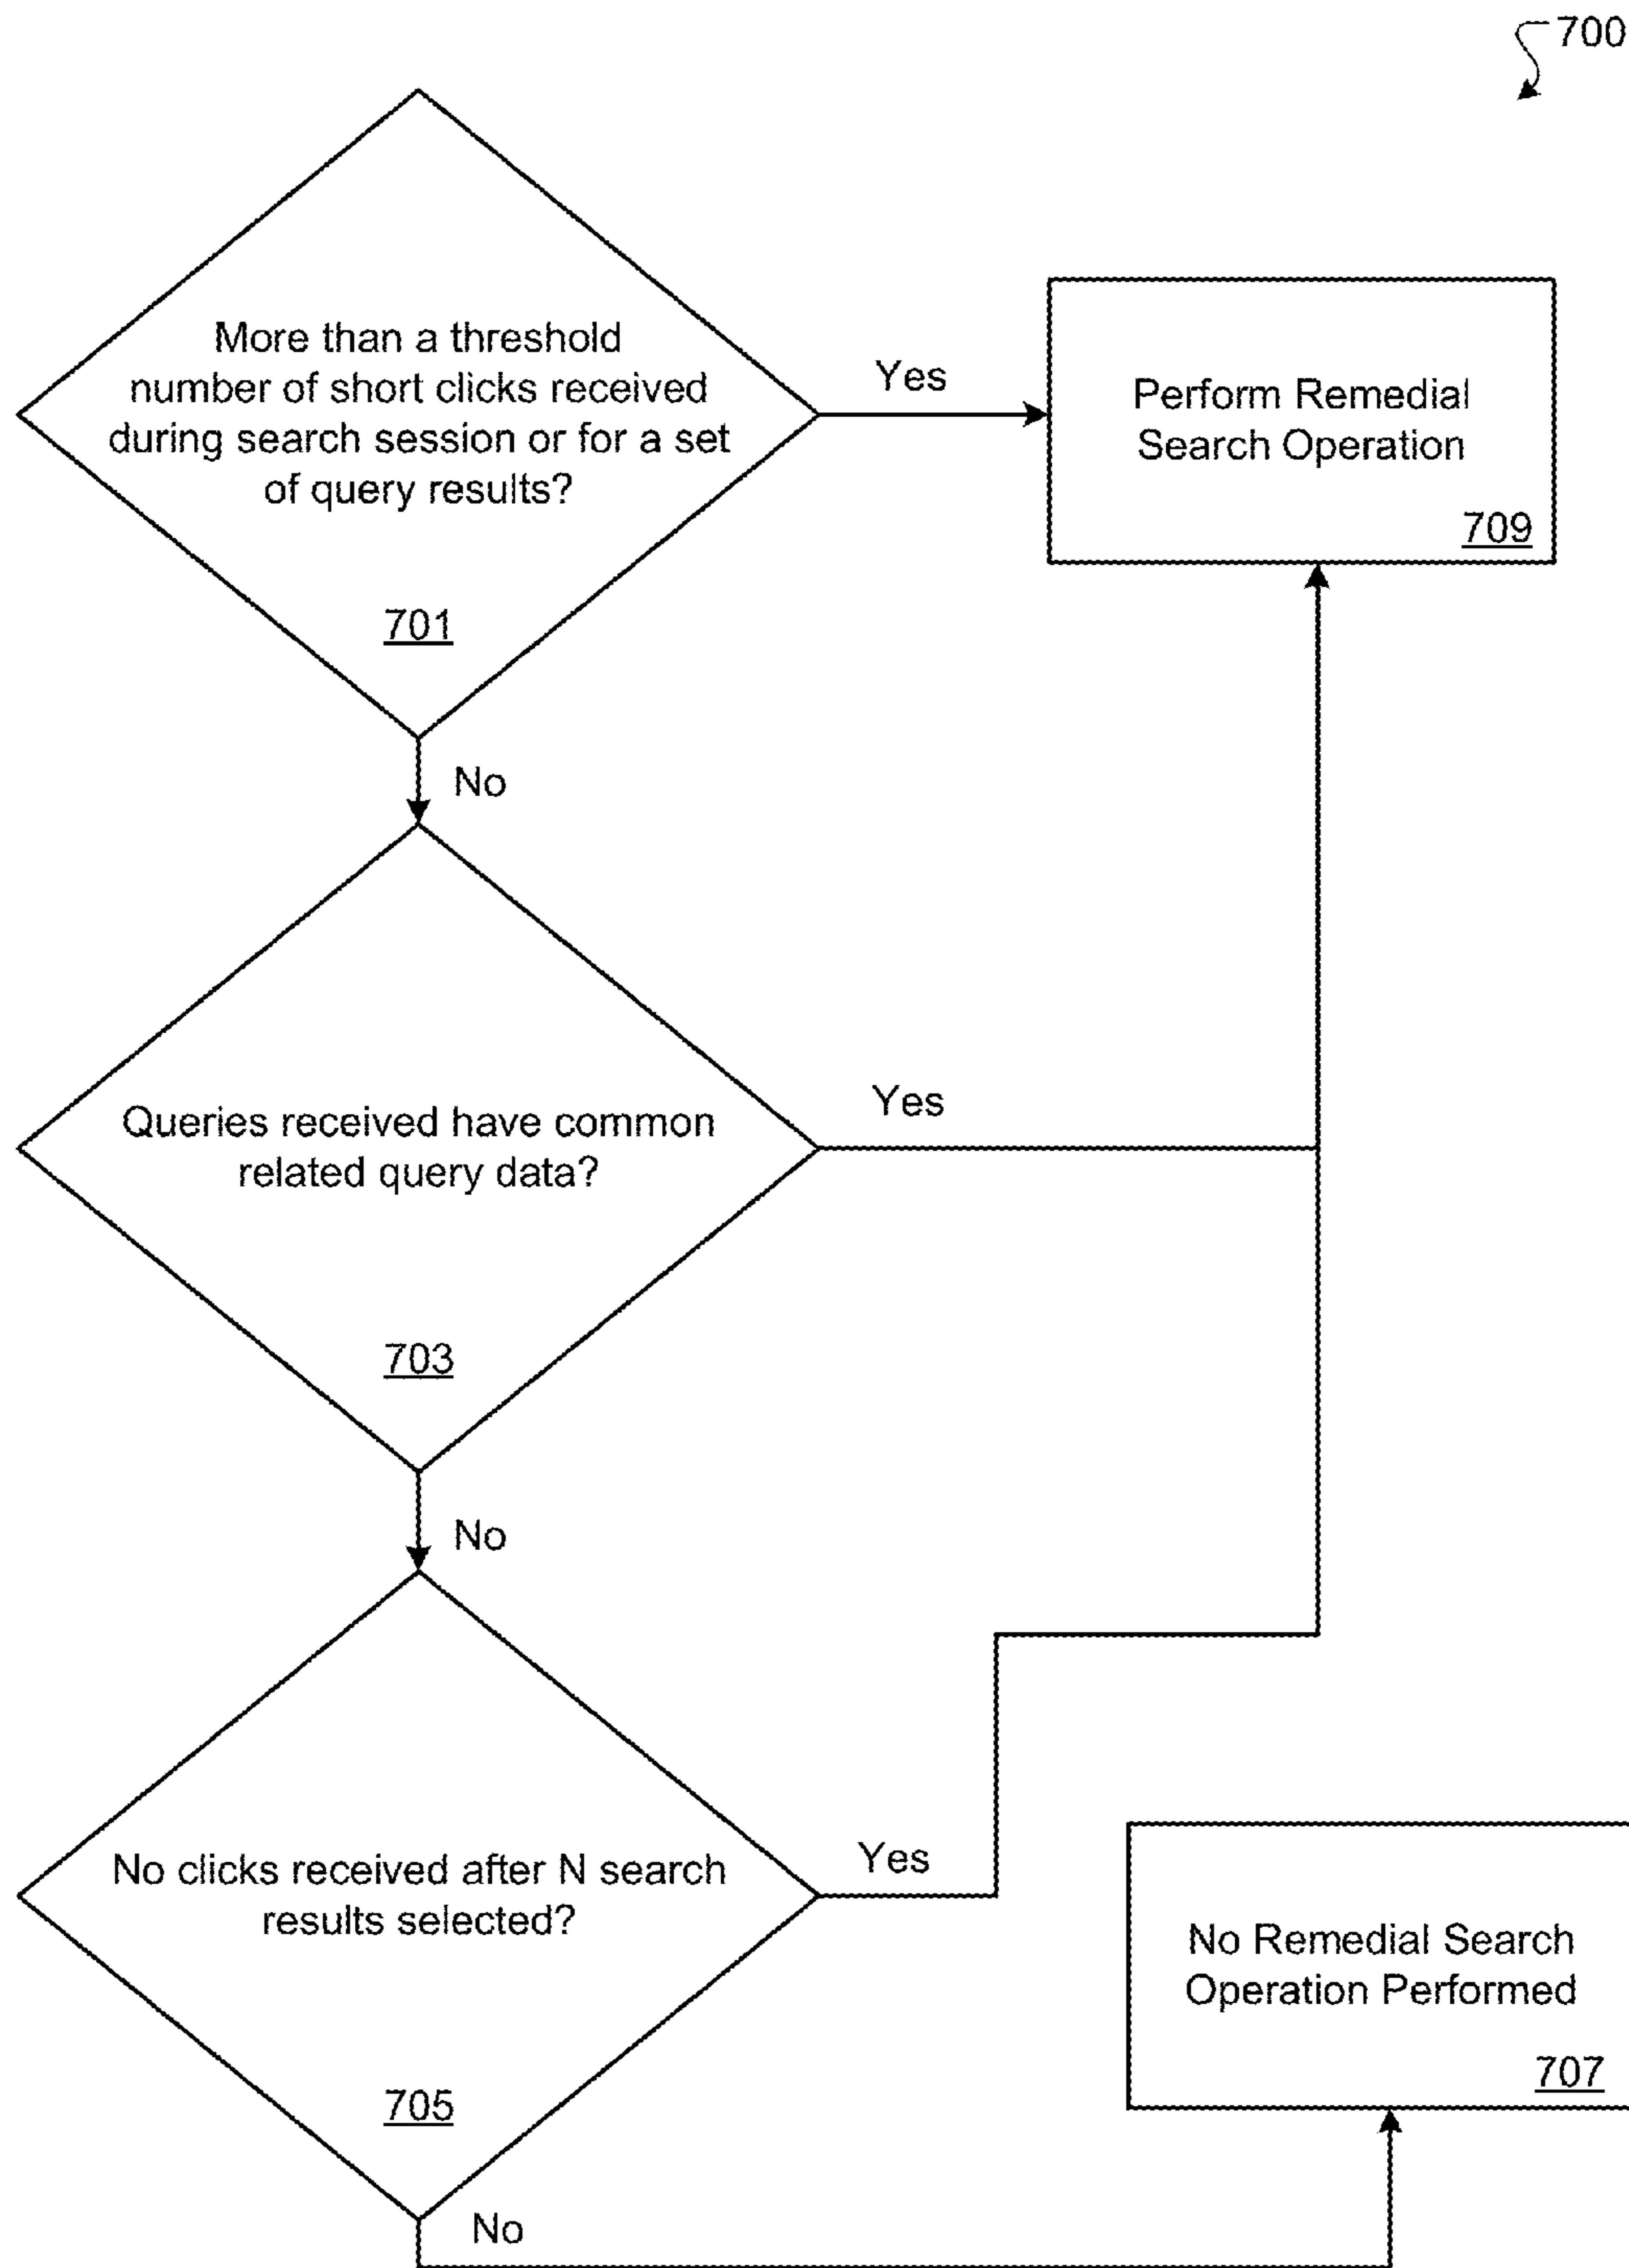 700
More than a threshold
number of short clicks received
during search session or for a set
of query results?
701
Yes
Perform Remedial
Search Operation
709
No
Queries received have common
related query data?
703
Yes
No
No clicks received after N search
results selected?
705
Yes
No Remedial Search
Operation Performed
707
No